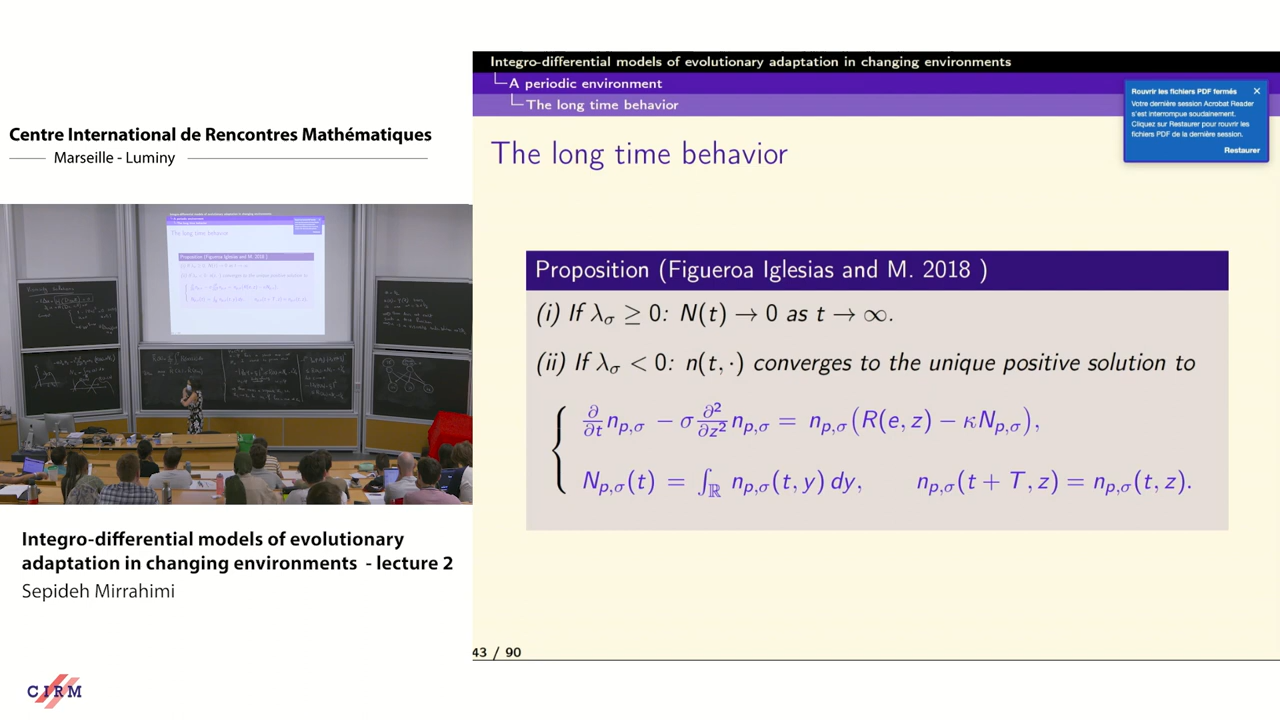 Centre International de Rencontres Mathématiques
Marseille - Luminy
Integro-differential models of evolutionary
adaptation in changing environments - lecture 2
Sepideh Mirrahimi
CIRM
Integro-differential models of evolutionary adaptation in changing environments
A periodic environment
The long time behavior
Rouvrir les fichiers PDF fermés
Votre dernière session Acrobat Reader
s'est interrompue soudainement.
Cliquez sur Restaurer pour rouvrir les
fichiers PDF de la dernière session.
Restaurer
The long time behavior
Proposition (Figueroa Iglesias and M. 2018 )
(i) If λ_σ ≥ 0: N(t) → 0 as t → ∞.
(ii) If λ_σ < 0: n(t, ·) converges to the unique positive solution to
∂/∂t n_{p,σ} − σ ∂²/∂z² n_{p,σ} = n_{p,σ}(R(e, z) − κN_{p,σ}),
N_{p,σ}(t) = ∫_ℝ n_{p,σ}(t, y) dy, n_{p,σ}(t + T, z) = n_{p,σ}(t, z).
43 / 90